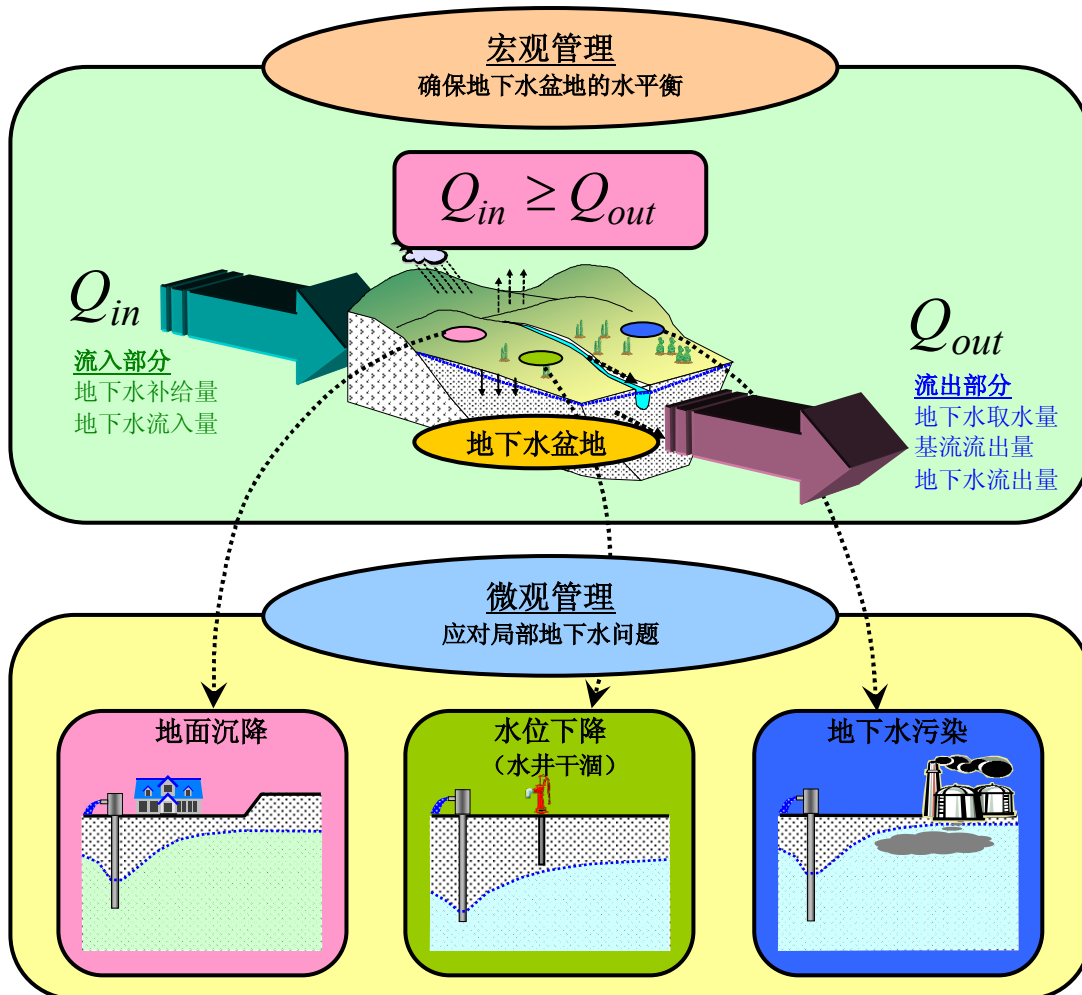 宏观管理
确保地下水盆地的水平衡
Q_in ≥ Q_out
Q_in
流入部分
地下水补给量
地下水流入量
地下水盆地
Q_out
流出部分
地下水取水量
基流流出量
地下水流出量
微观管理
应对局部地下水问题
地面沉降
水位下降
（水井干涸）
地下水污染